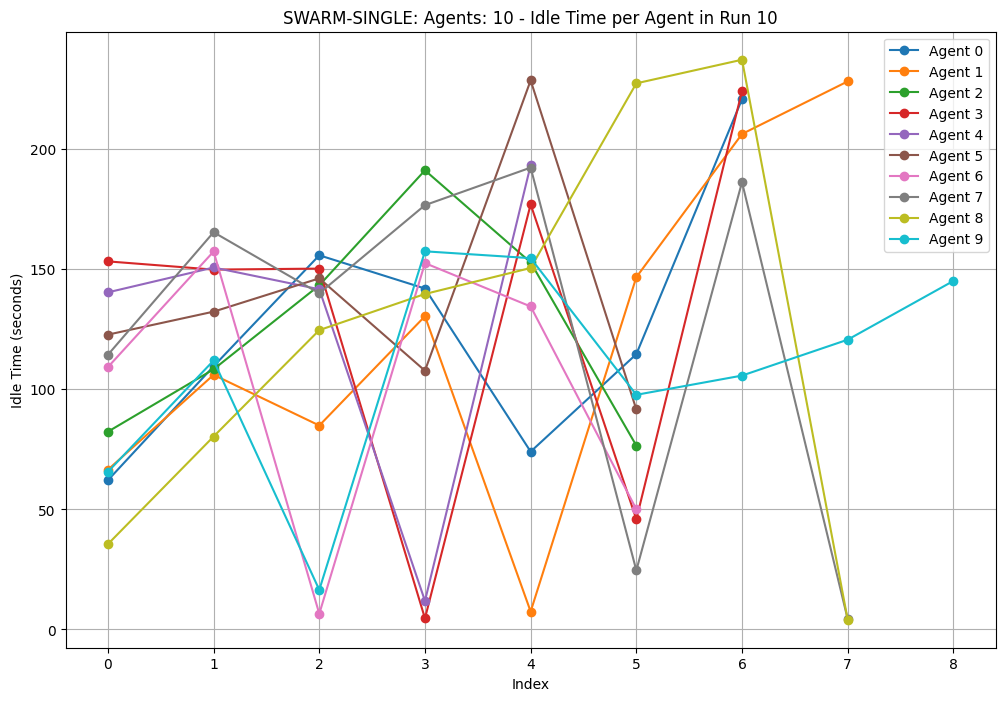 SWARM-SINGLE: Agents: 10 - Idle Time per Agent in Run 10
Idle Time (seconds)
200
150
100
50
0
0 1 2 3 4 5 6 7 8
Index
Agent 0
Agent 1
Agent 2
Agent 3
Agent 4
Agent 5
Agent 6
Agent 7
Agent 8
Agent 9